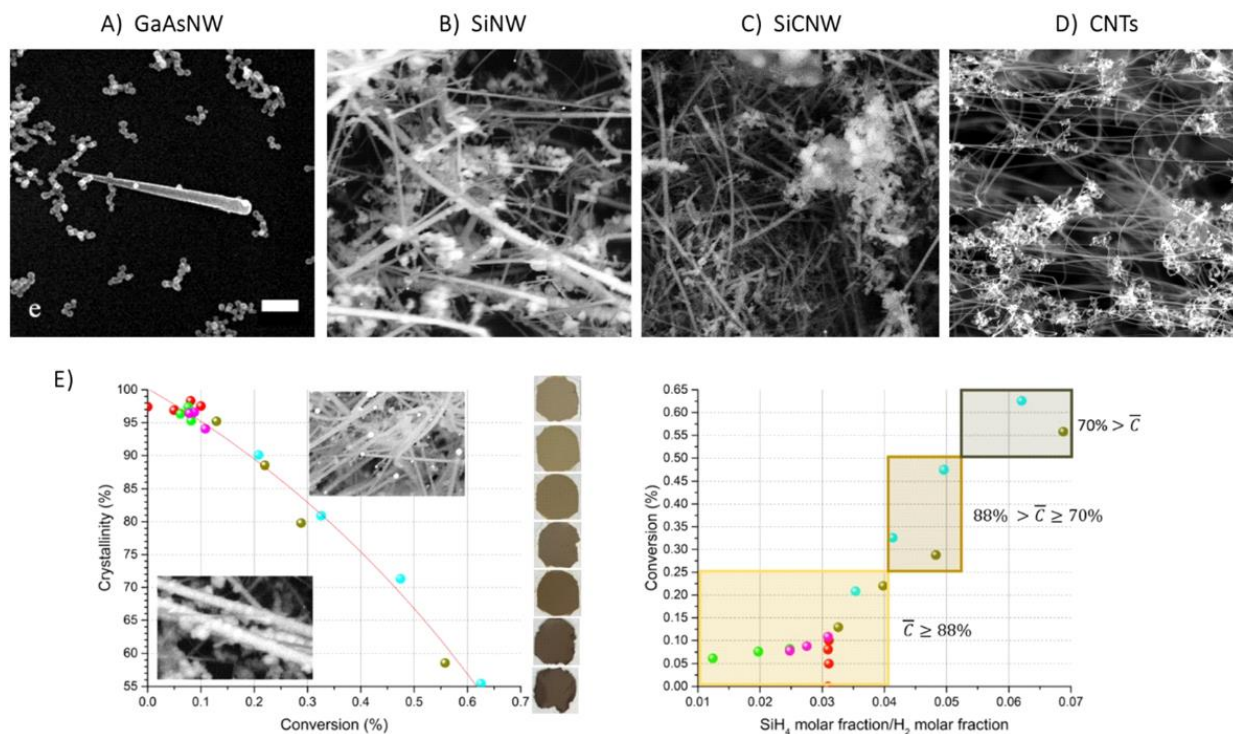 A) GaAsNW
B) SiNW
C) SiCNW
D) CNTs
e
E)
100
95
90
85
80
75
70
65
60
55
Crystallinity (%)
0.0 0.1 0.2 0.3 0.4 0.5 0.6 0.7
Conversion (%)
0.65
0.60
0.55
0.50
0.45
0.40
0.35
0.30
0.25
0.20
0.15
0.10
0.05
0.00
Conversion (%)
70% > C̅
88% > C̅ ≥ 70%
C̅ ≥ 88%
0.01 0.02 0.03 0.04 0.05 0.06 0.07
SiH₄ molar fraction/H₂ molar fraction